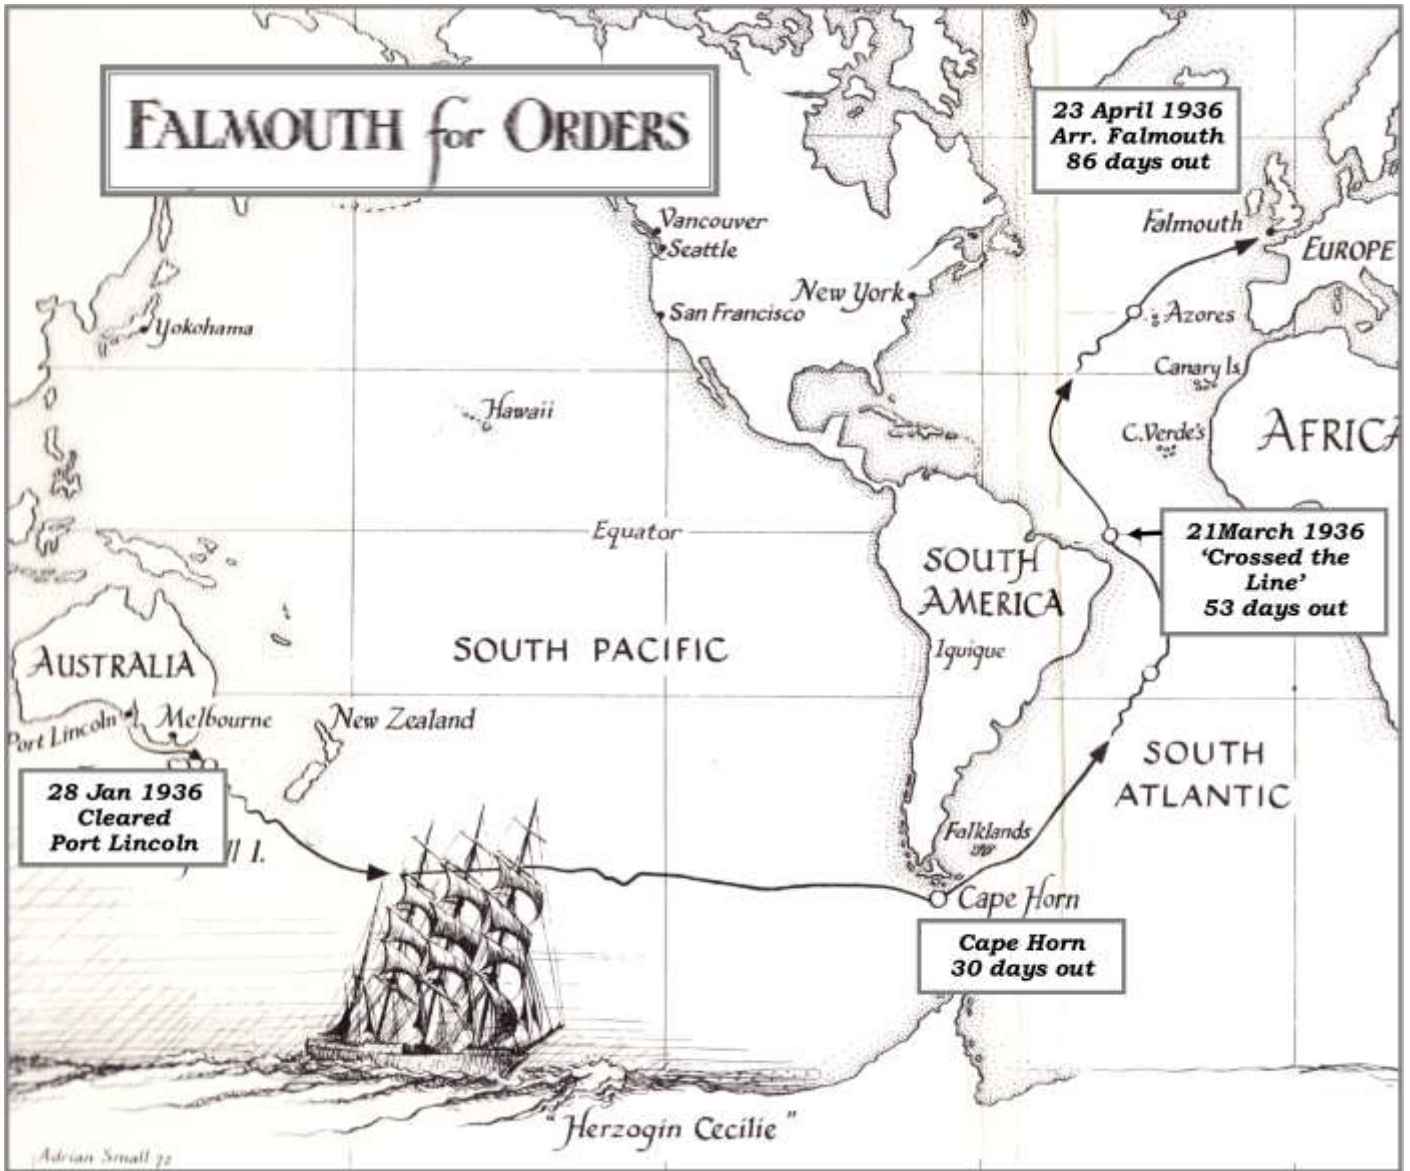 FALMOUTH for ORDERS
23 April 1936
Arr. Falmouth
86 days out
Vancouver
Seattle
Falmouth
EUROPE
New York
San Francisco
Azores
Yokohama
Canary Is.
Hawaii
C.Verde's
AFRICA
Equator
21March 1936
'Crossed the
Line'
53 days out
SOUTH
AMERICA
SOUTH PACIFIC
Iquique
AUSTRALIA
Port Lincoln
Melbourne
New Zealand
SOUTH
ATLANTIC
28 Jan 1936
Cleared
Port Lincoln
Falklands
Cape Horn
Cape Horn
30 days out
"Herzogin Cecilie"
Adrian Small 72